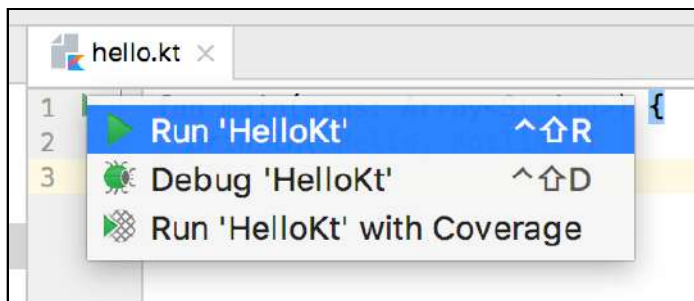 hello.kt
1 {
2
3
Run 'HelloKt' ^⇧R
Debug 'HelloKt' ^⇧D
Run 'HelloKt' with Coverage